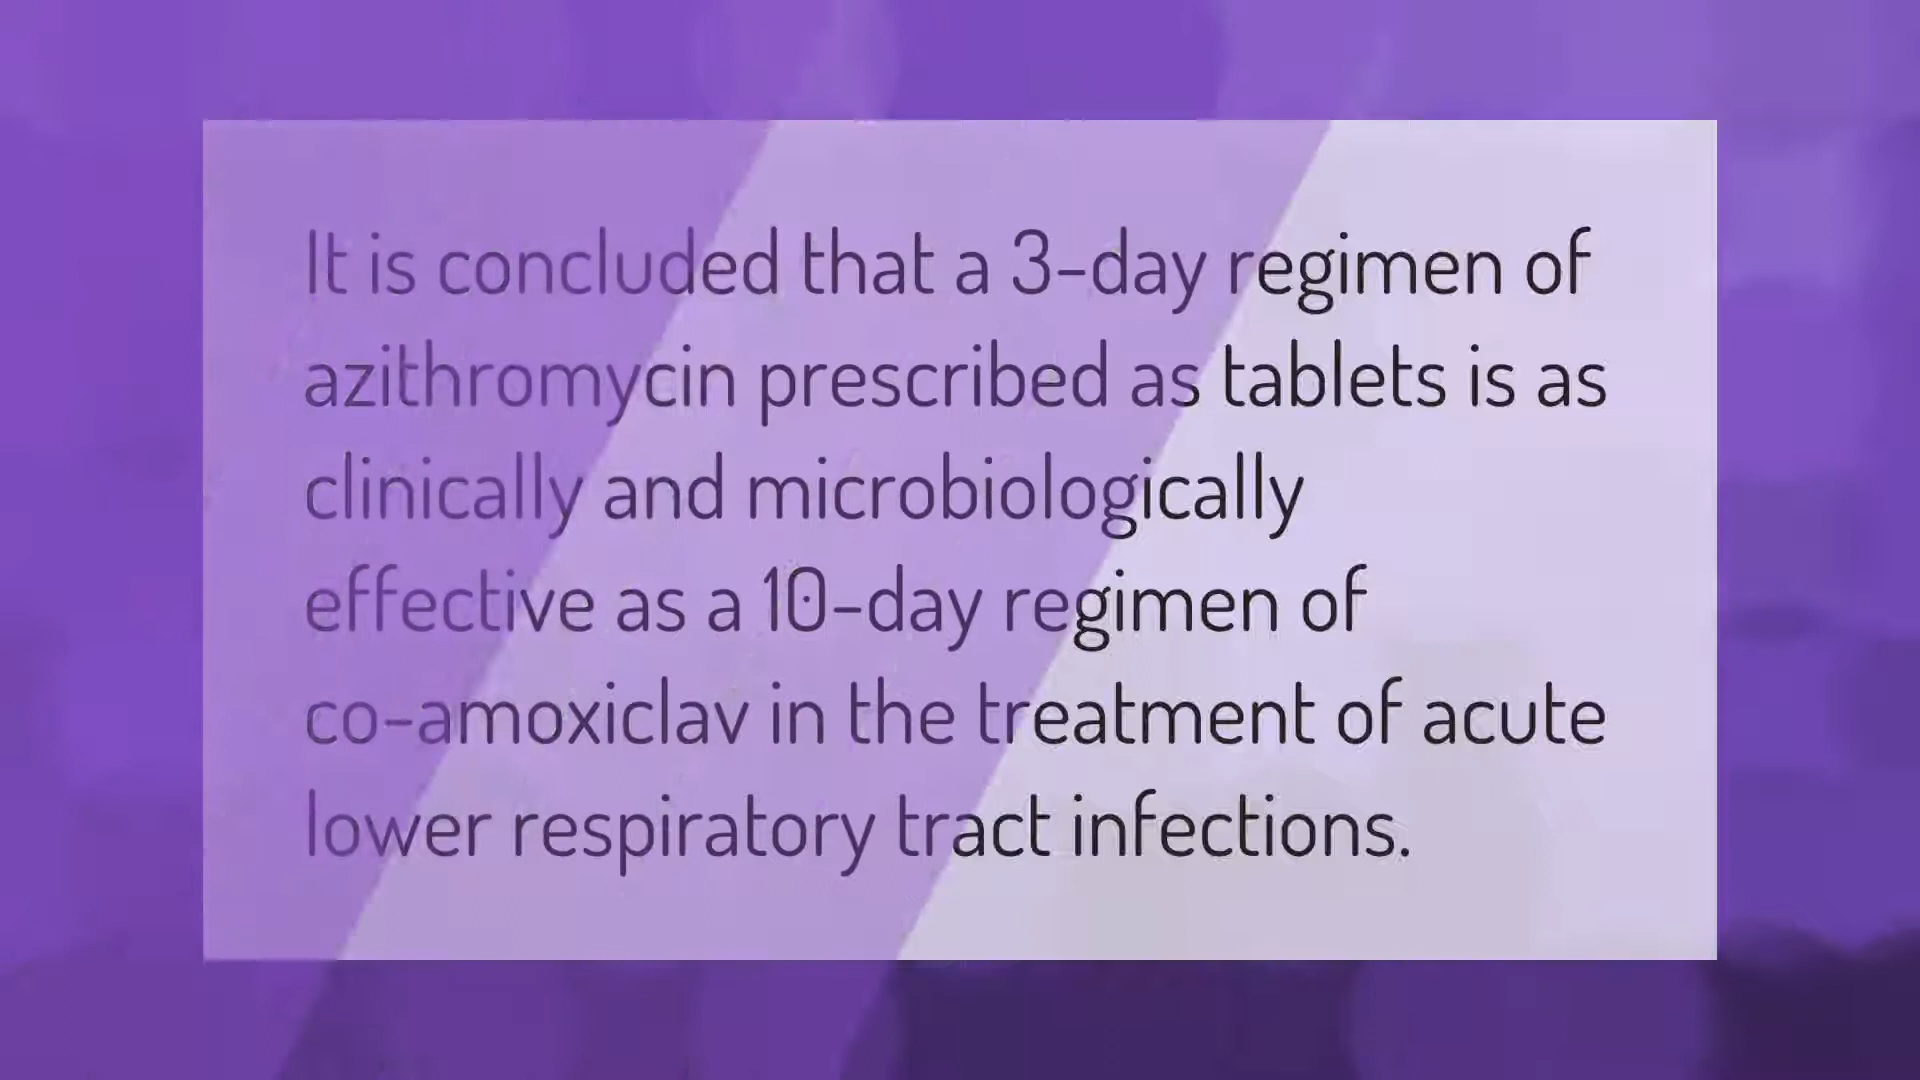 It is concluded that a 3-day regimen of
azithromycin prescribed as tablets is as
clinically and microbiologically
effective as a 10-day regimen of
co-amoxiclav in the treatment of acute
lower respiratory tract infections.